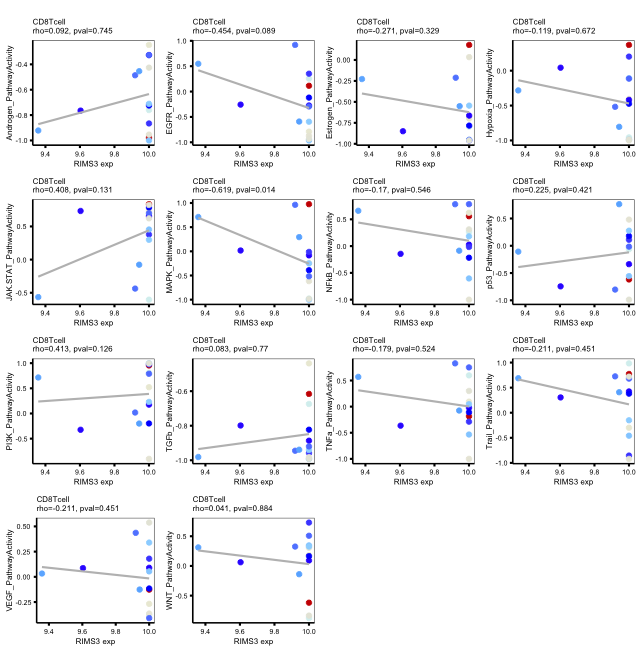 CD8Tcell
rho=0.092, pval=0.745
Androgen_PathwayActivity
-0.4
-0.6
-0.8
-1.0
9.4
9.6
9.8
10.0
RIMS3 exp
CD8Tcell
rho=-0.454, pval=0.089
EGFR_PathwayActivity
1.0
0.5
0.0
-0.5
-1.0
9.4
9.6
9.8
10.0
RIMS3 exp
CD8Tcell
rho=-0.271, pval=0.329
Estrogen_PathwayActivity
0.00
-0.25
-0.50
-0.75
-1.00
9.4
9.6
9.8
10.0
RIMS3 exp
CD8Tcell
rho=-0.119, pval=0.672
Hypoxia_PathwayActivity
0.0
-0.5
-1.0
9.4
9.6
9.8
10.0
RIMS3 exp
CD8Tcell
rho=0.408, pval=0.131
JAK.STAT_PathwayActivity
0.5
0.0
-0.5
9.4
9.6
9.8
10.0
RIMS3 exp
CD8Tcell
rho=-0.619, pval=0.014
MAPK_PathwayActivity
1.0
0.5
0.0
-0.5
-1.0
9.4
9.6
9.8
10.0
RIMS3 exp
CD8Tcell
rho=-0.17, pval=0.546
NFkB_PathwayActivity
0.5
0.0
-0.5
-1.0
9.4
9.6
9.8
10.0
RIMS3 exp
CD8Tcell
rho=0.225, pval=0.421
p53_PathwayActivity
0.5
0.0
-0.5
-1.0
9.4
9.6
9.8
10.0
RIMS3 exp
CD8Tcell
rho=0.413, pval=0.126
PI3K_PathwayActivity
1.0
0.5
0.0
-0.5
9.4
9.6
9.8
10.0
RIMS3 exp
CD8Tcell
rho=0.083, pval=0.77
TGFb_PathwayActivity
-0.6
-0.8
-1.0
9.4
9.6
9.8
10.0
RIMS3 exp
CD8Tcell
rho=-0.179, pval=0.524
TNFa_PathwayActivity
0.5
0.0
-0.5
-1.0
9.4
9.6
9.8
10.0
RIMS3 exp
CD8Tcell
rho=-0.211, pval=0.451
Trail_PathwayActivity
1.0
0.5
0.0
-0.5
-1.0
9.4
9.6
9.8
10.0
RIMS3 exp
CD8Tcell
rho=-0.211, pval=0.451
VEGF_PathwayActivity
0.50
0.25
0.00
-0.25
9.4
9.6
9.8
10.0
RIMS3 exp
CD8Tcell
rho=0.041, pval=0.884
WNT_PathwayActivity
0.5
0.0
-0.5
9.4
9.6
9.8
10.0
RIMS3 exp